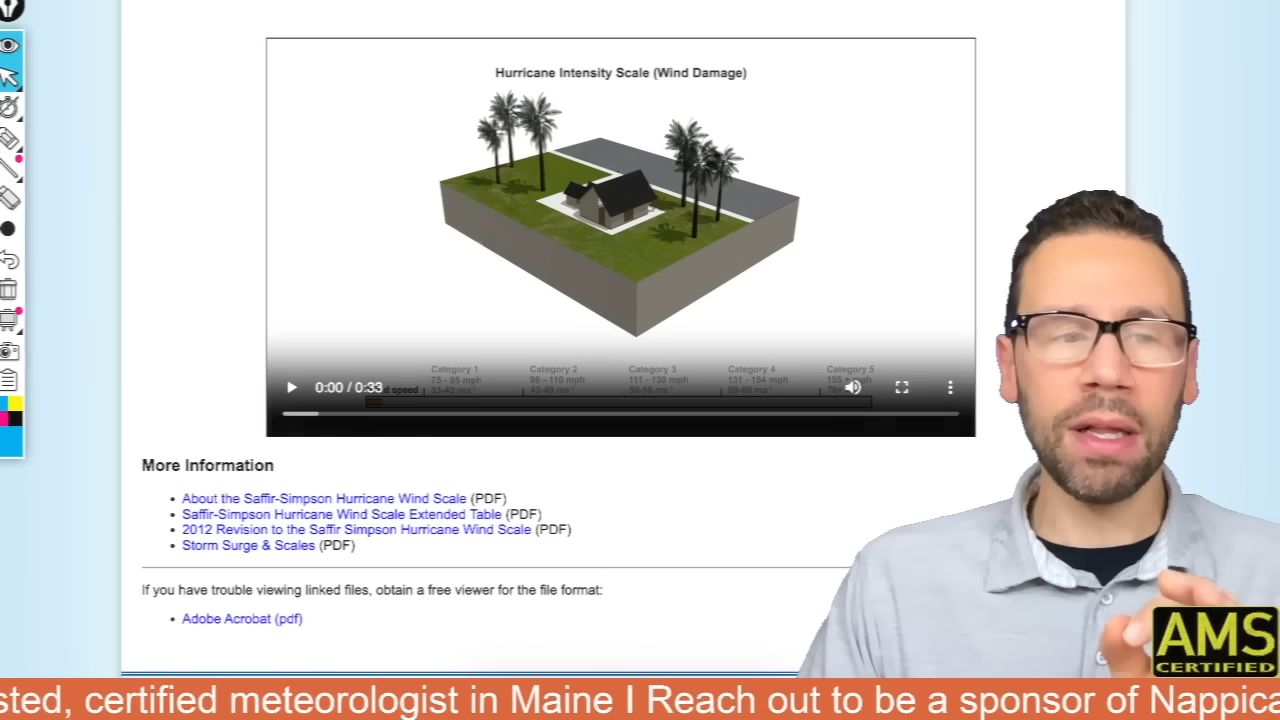 Hurricane Intensity Scale (Wind Damage)
Category 1 Category 2 Category 3 Category 4 Category 5
75 - 95 mph 96 - 110 mph 111 - 130 mph 131 - 154 mph 155 + mph
0:00 / 0:33 d speed
More Information
• About the Saffir-Simpson Hurricane Wind Scale (PDF)
• Saffir-Simpson Hurricane Wind Scale Extended Table (PDF)
• 2012 Revision to the Saffir Simpson Hurricane Wind Scale (PDF)
• Storm Surge & Scales (PDF)
If you have trouble viewing linked files, obtain a free viewer for the file format:
• Adobe Acrobat (pdf)
AMS
CERTIFIED
sted, certified meteorologist in Maine I Reach out to be a sponsor of Nappica